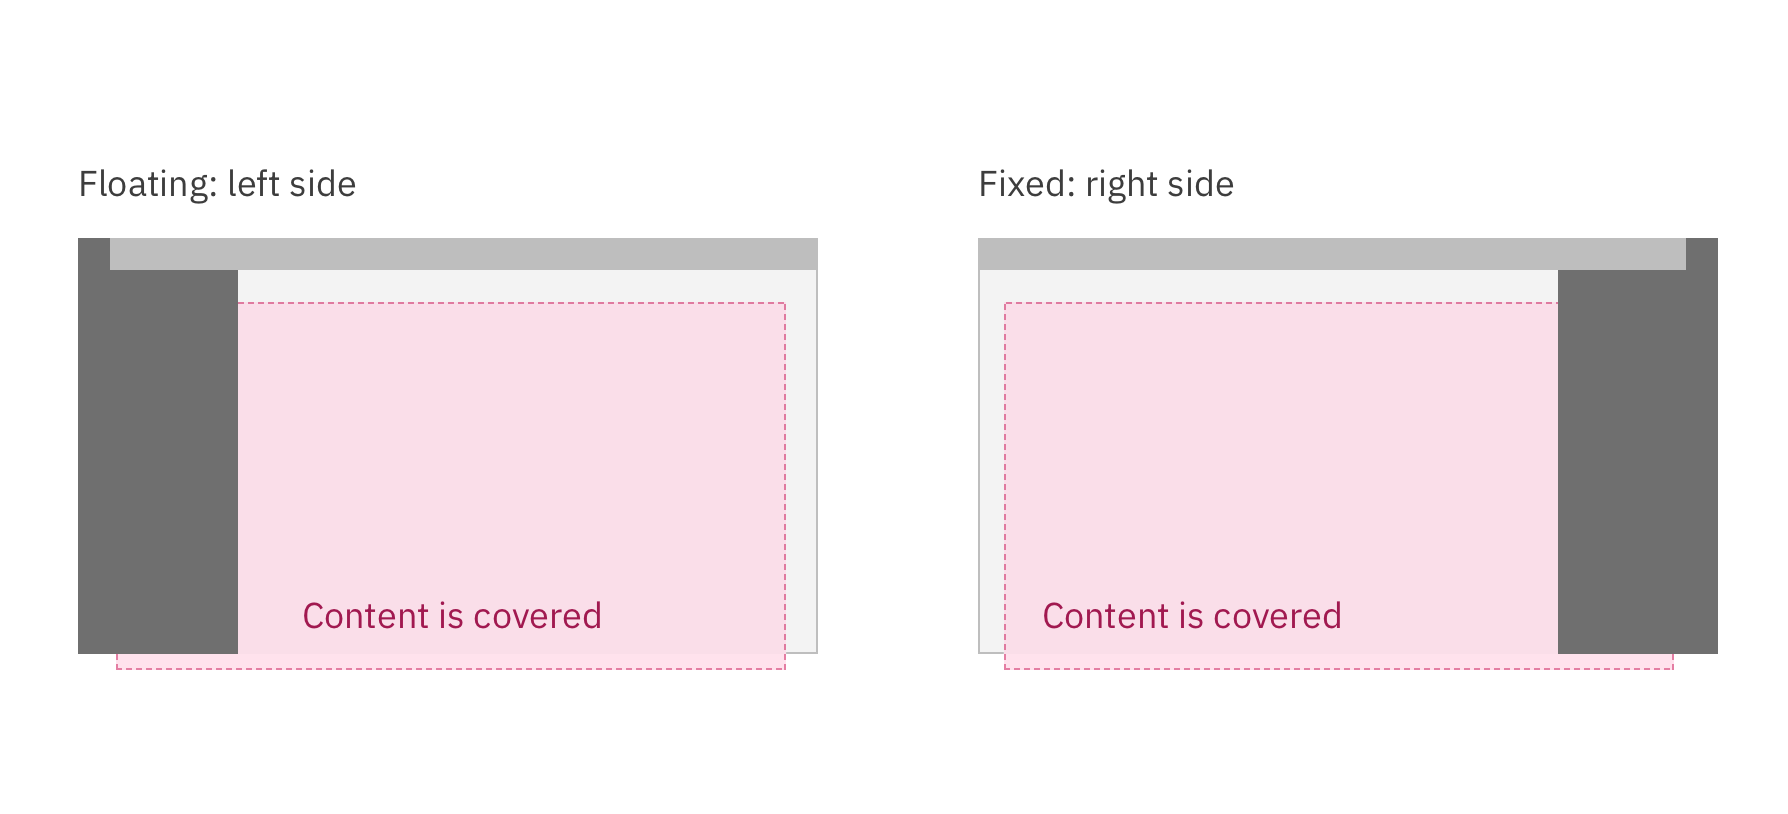 Floating: left side
Fixed: right side
Content is covered
Content is covered